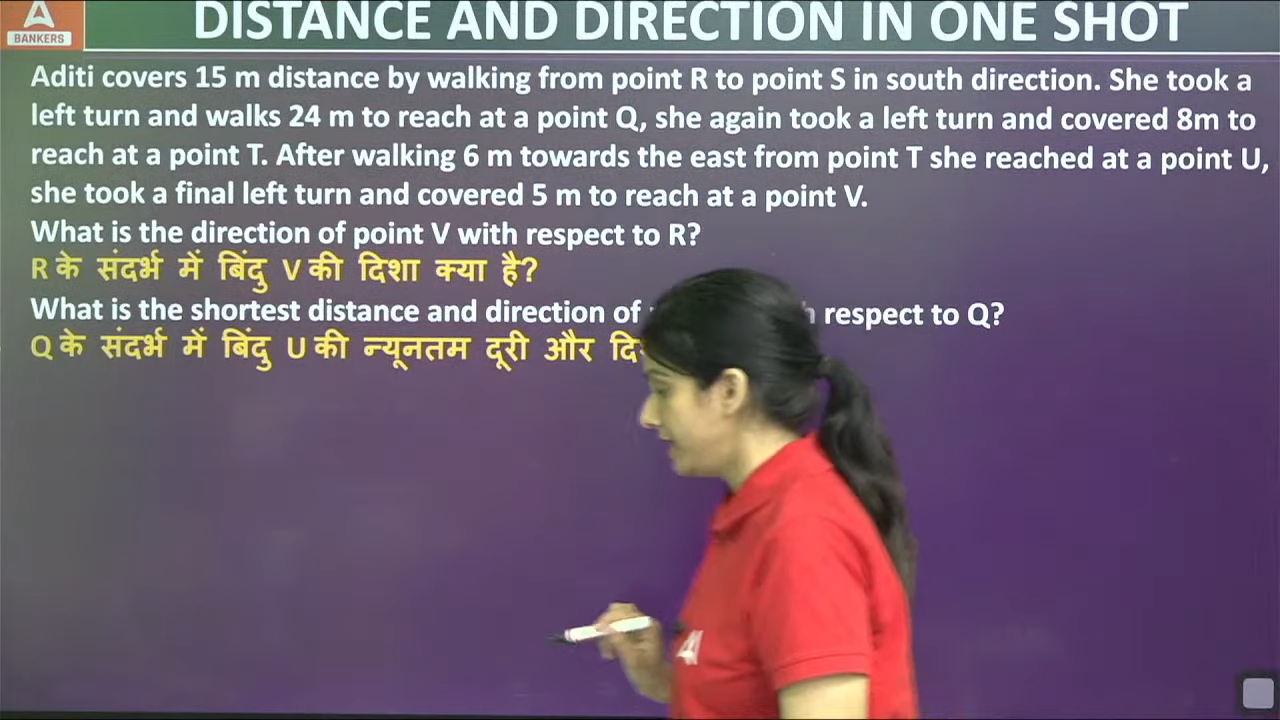 A
BANKERS
DISTANCE AND DIRECTION IN ONE SHOT
Aditi covers 15 m distance by walking from point R to point S in south direction. She took a
left turn and walks 24 m to reach at a point Q, she again took a left turn and covered 8m to
reach at a point T. After walking 6 m towards the east from point T she reached at a point U,
she took a final left turn and covered 5 m to reach at a point V.
What is the direction of point V with respect to R?
R के संदर्भ में बिंदु V की दिशा क्या है?
What is the shortest distance and direction of respect to Q?
Q के संदर्भ में बिंदु U की न्यूनतम दूरी और